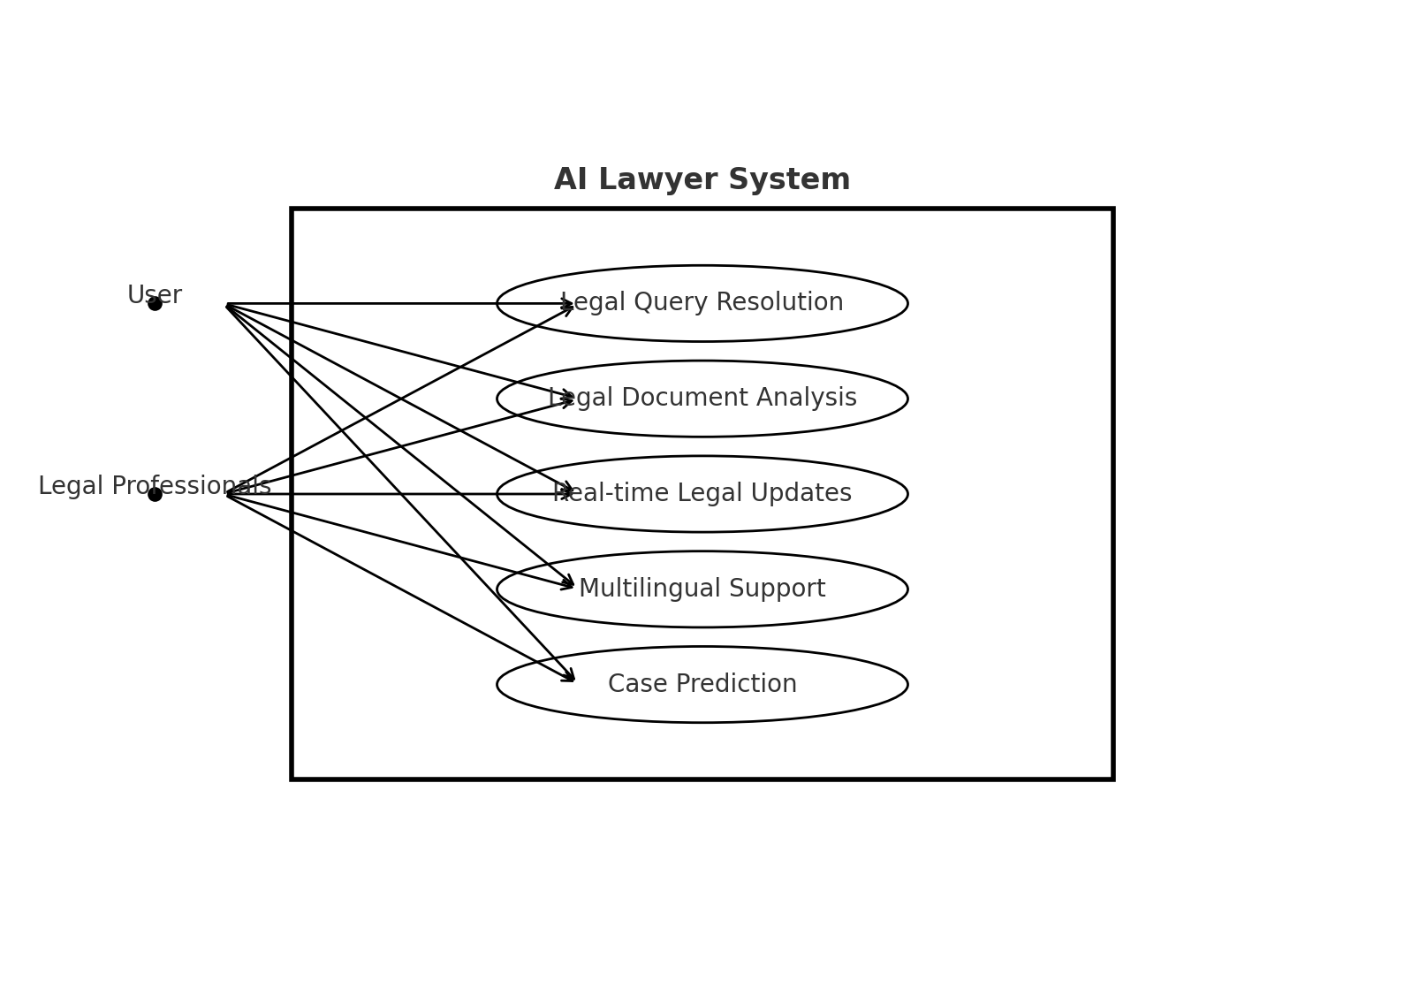 AI Lawyer System
User
Legal Query Resolution
Legal Document Analysis
Legal Professionals
Real-time Legal Updates
Multilingual Support
Case Prediction